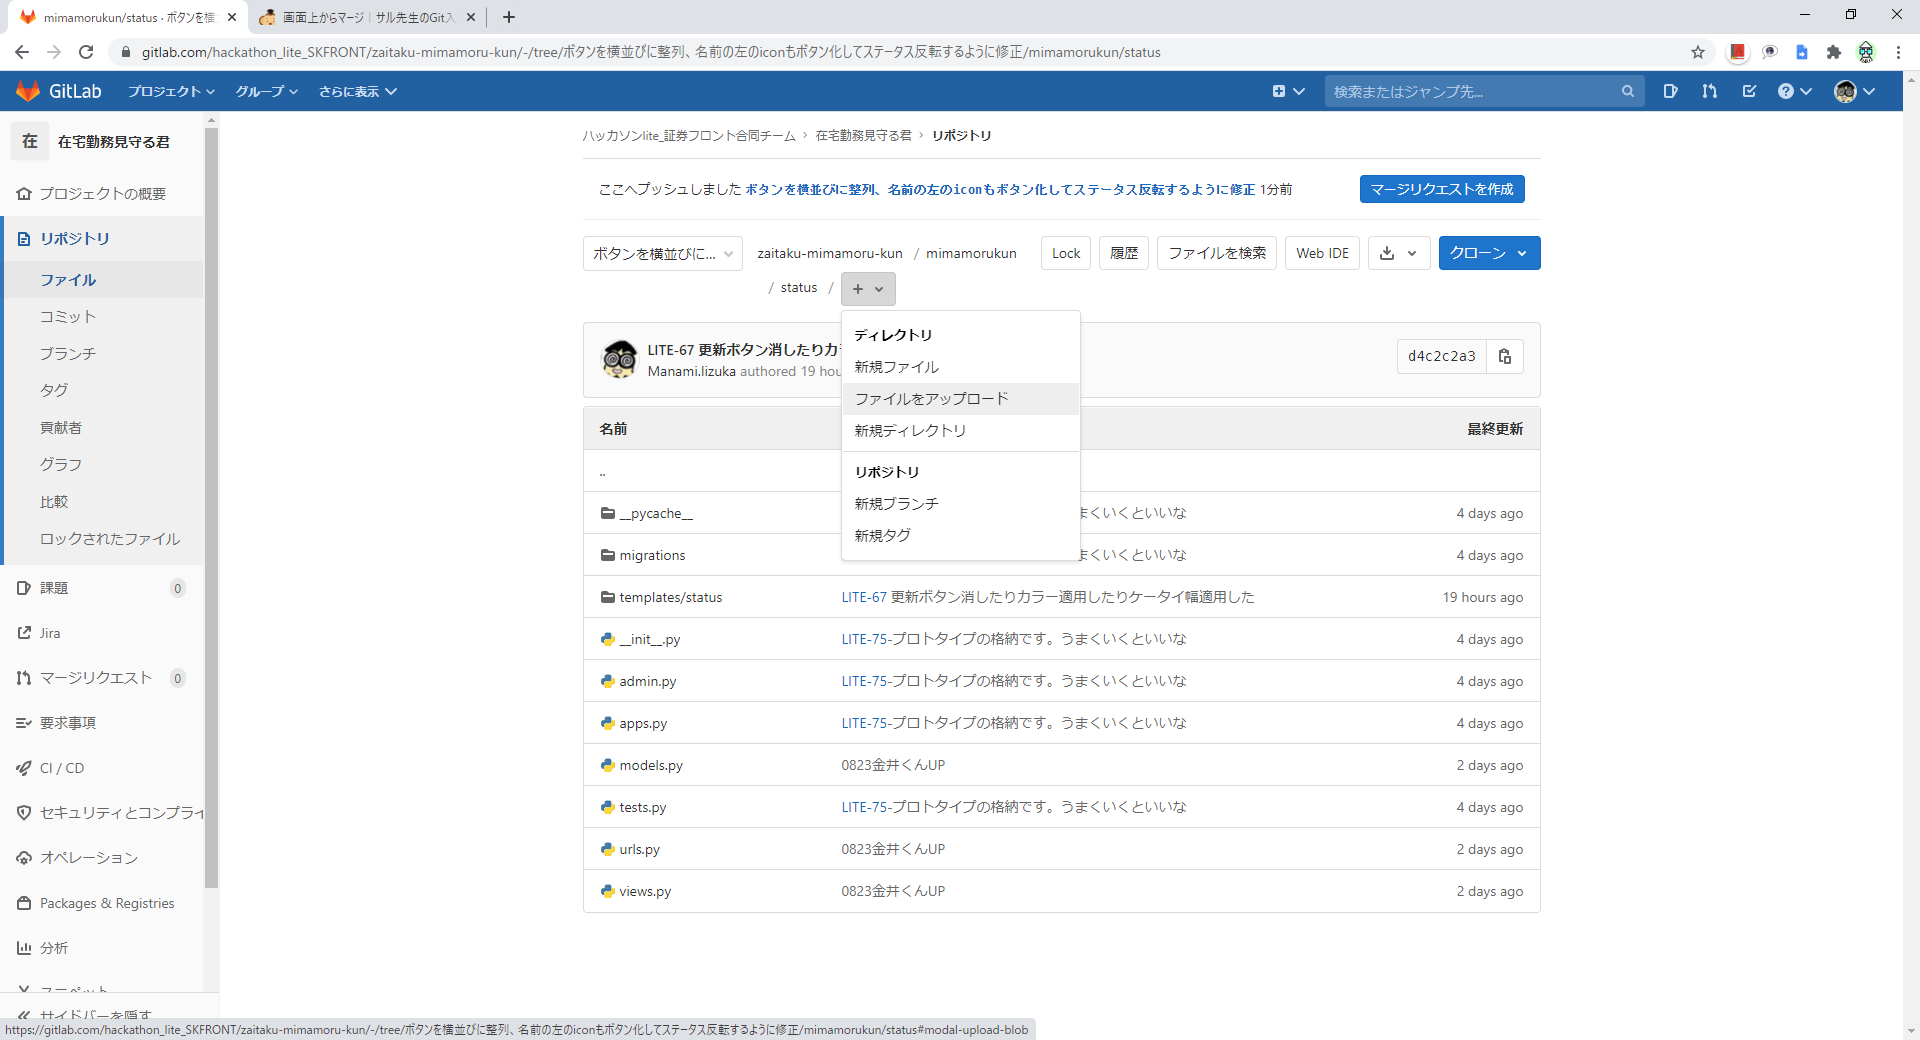 mimamorukun/status · ボタンを横
画面上からマージ｜サル先生のGit入
gitlab.com/hackathon_lite_SKFRONT/zaitaku-mimamoru-kun/-/tree/ボタンを横並びに整列、名前の左のiconもボタン化してステータス反転するように修正/mimamorukun/status
GitLab プロジェクト グループ さらに表示 検索またはジャンプ先...
在 在宅勤務見守る君
プロジェクトの概要
リポジトリ
ファイル
コミット
ブランチ
タグ
貢献者
グラフ
比較
ロックされたファイル
課題 0
Jira
マージリクエスト 0
要求事項
CI / CD
セキュリティとコンプライ
オペレーション
Packages & Registries
分析
スニペット
サイドバーを隠す
ハッカソンlite_証券フロント合同チーム › 在宅勤務見守る君 › リポジトリ
ここへプッシュしました ボタンを横並びに整列、名前の左のiconもボタン化してステータス反転するように修正 1分前 マージリクエストを作成
ボタンを横並びに... zaitaku-mimamoru-kun / mimamorukun Lock 履歴 ファイルを検索 Web IDE クローン
/ status / +
ディレクトリ
新規ファイル
ファイルをアップロード
新規ディレクトリ
リポジトリ
新規ブランチ
新規タグ
LITE-67 更新ボタン消したりカ
Manami.Iizuka authored 19 hou
d4c2c2a3
名前 最終更新
..
__pycache__ まくいくといいな 4 days ago
migrations まくいくといいな 4 days ago
templates/status LITE-67 更新ボタン消したりカラー適用したりケータイ幅適用した 19 hours ago
__init__.py LITE-75-プロトタイプの格納です。うまくいくといいな 4 days ago
admin.py LITE-75-プロトタイプの格納です。うまくいくといいな 4 days ago
apps.py LITE-75-プロトタイプの格納です。うまくいくといいな 4 days ago
models.py 0823金井くんUP 2 days ago
tests.py LITE-75-プロトタイプの格納です。うまくいくといいな 4 days ago
urls.py 0823金井くんUP 2 days ago
views.py 0823金井くんUP 2 days ago
https://gitlab.com/hackathon_lite_SKFRONT/zaitaku-mimamoru-kun/-/tree/ボタンを横並びに整列、名前の左のiconもボタン化してステータス反転するように修正/mimamorukun/status#modal-upload-blob